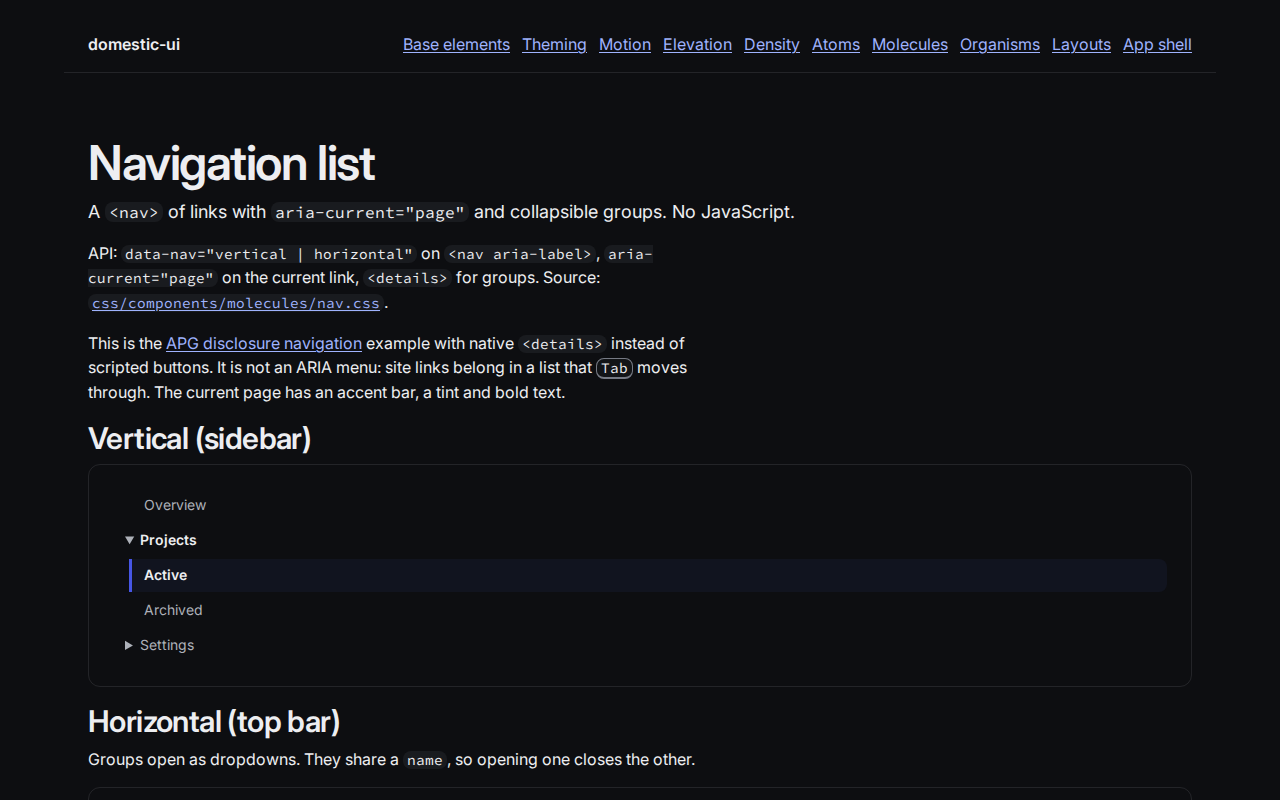 domestic-ui
Base elements Theming Motion Elevation Density Atoms Molecules Organisms Layouts App shell
Navigation list
A <nav> of links with aria-current="page" and collapsible groups. No JavaScript.
API: data-nav="vertical | horizontal" on <nav aria-label>, aria-
current="page" on the current link, <details> for groups. Source:
css/components/molecules/nav.css.
This is the APG disclosure navigation example with native <details> instead of
scripted buttons. It is not an ARIA menu: site links belong in a list that Tab moves
through. The current page has an accent bar, a tint and bold text.
Vertical (sidebar)
Overview
Projects
Active
Archived
Settings
Horizontal (top bar)
Groups open as dropdowns. They share a name, so opening one closes the other.